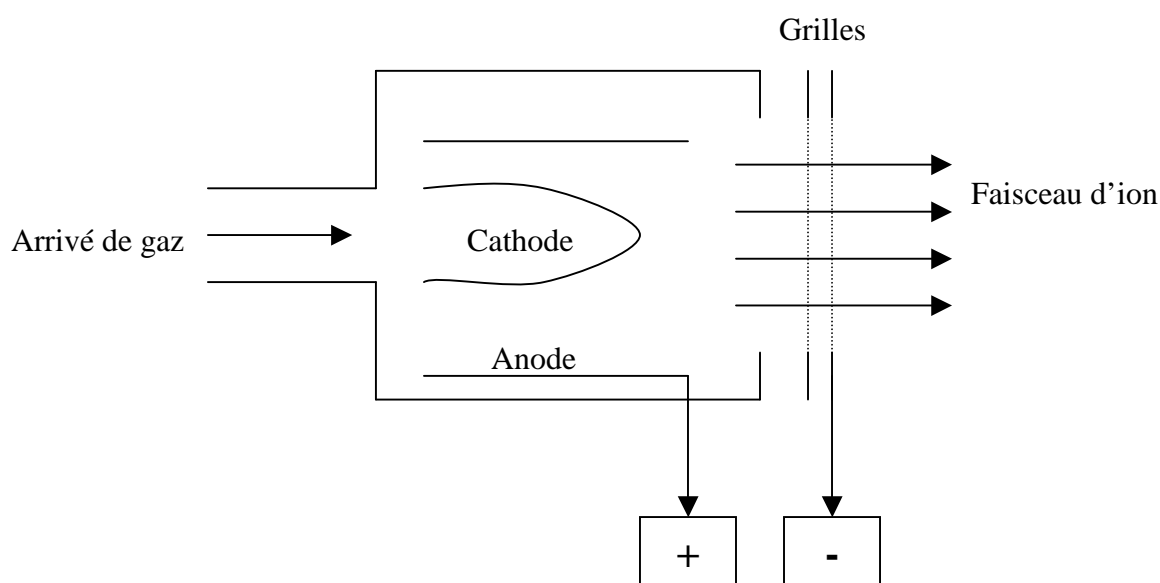 Grilles
Faisceau d'ion
Arrivé de gaz
Cathode
Anode
+
-